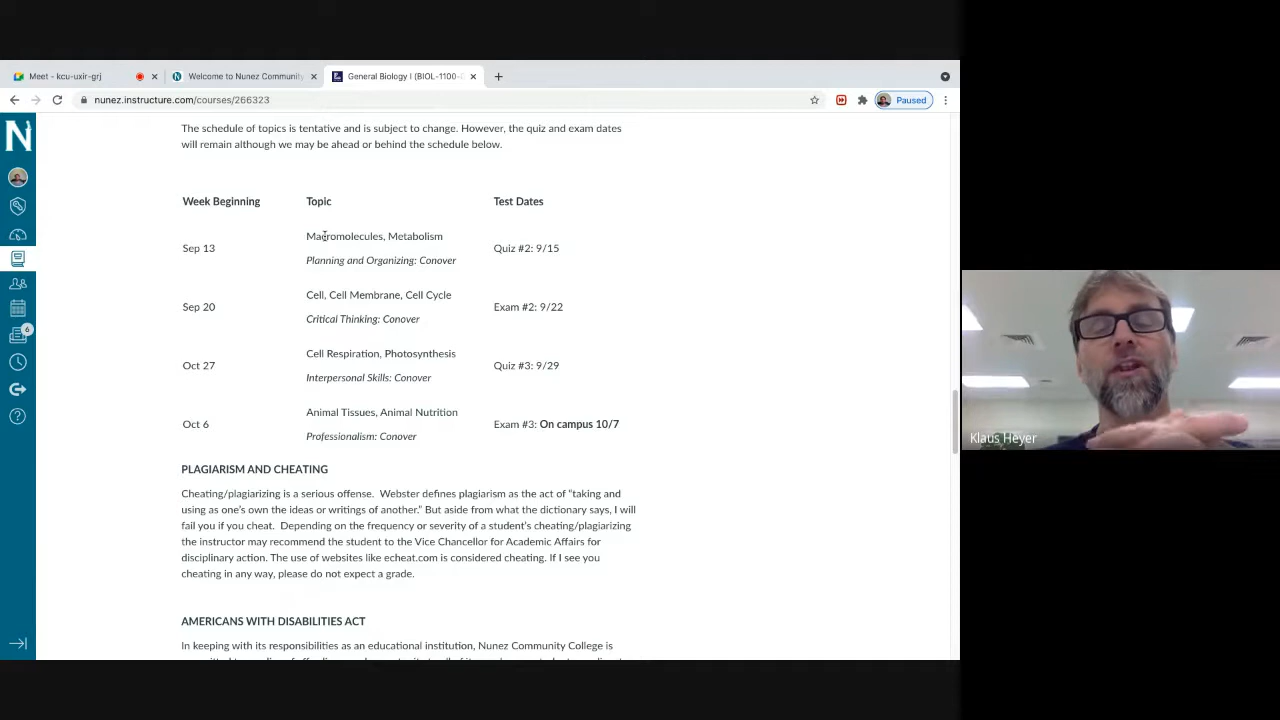 Meet - kcu-uxir-grj
Welcome to Nunez Community
General Biology I (BIOL-1100-
nunez.instructure.com/courses/266323
Paused
N
The schedule of topics is tentative and is subject to change. However, the quiz and exam dates
will remain although we may be ahead or behind the schedule below.
Week Beginning Topic Test Dates
Sep 13 Macromolecules, Metabolism Quiz #2: 9/15
Planning and Organizing: Conover
Sep 20 Cell, Cell Membrane, Cell Cycle Exam #2: 9/22
Critical Thinking: Conover
Oct 27 Cell Respiration, Photosynthesis Quiz #3: 9/29
Interpersonal Skills: Conover
Oct 6 Animal Tissues, Animal Nutrition Exam #3: On campus 10/7
Professionalism: Conover
6
PLAGIARISM AND CHEATING
Cheating/plagiarizing is a serious offense. Webster defines plagiarism as the act of “taking and
using as one’s own the ideas or writings of another.” But aside from what the dictionary says, I will
fail you if you cheat. Depending on the frequency or severity of a student’s cheating/plagiarizing
the instructor may recommend the student to the Vice Chancellor for Academic Affairs for
disciplinary action. The use of websites like echeat.com is considered cheating. If I see you
cheating in any way, please do not expect a grade.
AMERICANS WITH DISABILITIES ACT
In keeping with its responsibilities as an educational institution, Nunez Community College is
Klaus Heyer